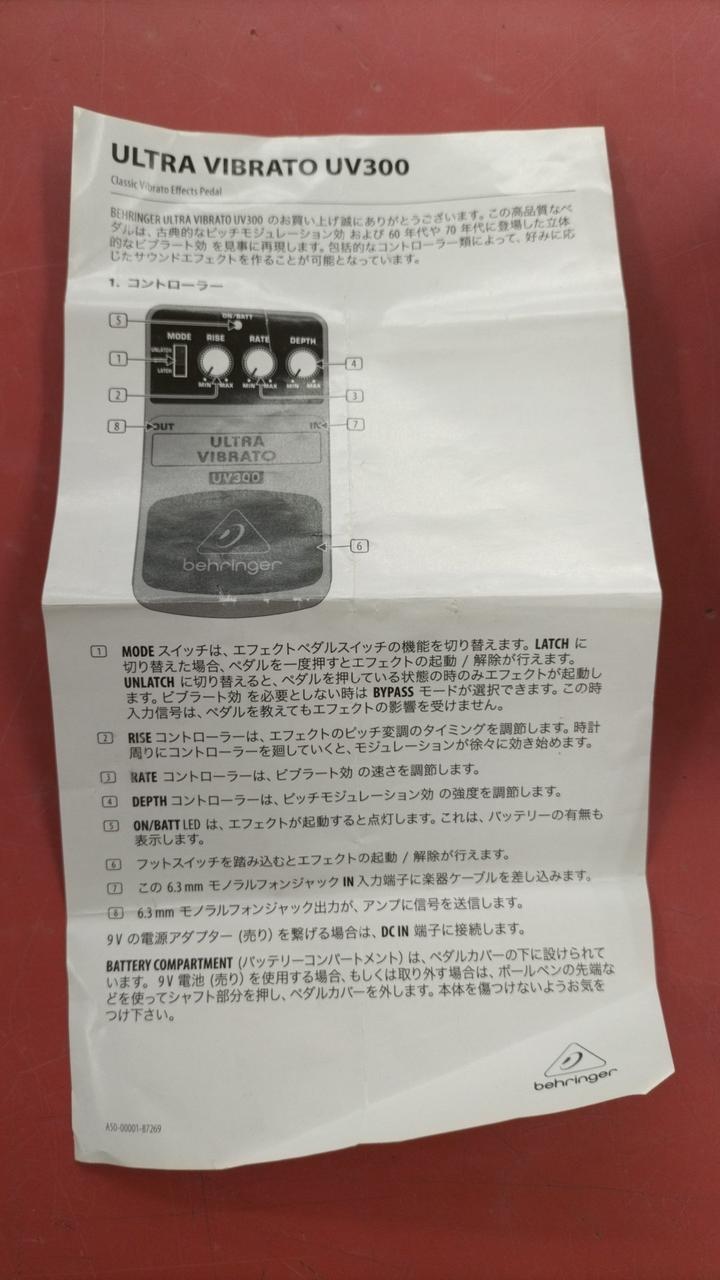 ULTRA VIBRATO UV300
Classic Vibrato Effects Pedal
BEHRINGER ULTRA VIBRATO UV300 のお買い上げ誠にありがとうございます。この高品質なペ
ダルは、古典的なピッチモジュレーション効 および 60 年代や 70 年代に登場した立体
的なビブラート効 を見事に再現します。包括的なコントローラー類によって、好みに応
じたサウンドエフェクトを作ることが可能となっています。
1. コントローラー
5
ON/BATT
MODE RISE RATE DEPTH
UNLATCH
1
4
LATCH
MIN MAX MIN MAX MIN MAX
2
3
8
OUT
IN
7
ULTRA
VIBRATO
UV300
6
behringer
1 MODE スイッチは、エフェクトペダルスイッチの機能を切り替えます。LATCH に
切り替えた場合、ペダルを一度押すとエフェクトの起動 / 解除が行えます。
UNLATCH に切り替えると、ペダルを押している状態の時のみエフェクトが起動し
ます。ビブラート効 を必要としない時は BYPASS モードが選択できます。この時
入力信号は、ペダルを教えてもエフェクトの影響を受けません。
2 RISE コントローラーは、エフェクトのピッチ変調のタイミングを調節します。時計
周りにコントローラーを廻していくと、モジュレーションが徐々に効き始めます。
3 RATE コントローラーは、ビブラート効 の速さを調節します。
4 DEPTH コントローラーは、ピッチモジュレーション効 の強度を調節します。
5 ON/BATT LED は、エフェクトが起動すると点灯します。これは、バッテリーの有無も
表示します。
6 フットスイッチを踏み込むとエフェクトの起動 / 解除が行えます。
7 この 6.3 mm モノラルフォンジャック IN 入力端子に楽器ケーブルを差し込みます。
8 6.3 mm モノラルフォンジャック出力が、アンプに信号を送信します。
9 V の電源アダプター (売り) を繋げる場合は、DC IN 端子に接続します。
BATTERY COMPARTMENT (バッテリーコンパートメント) は、ペダルカバーの下に設けられて
います。 9 V 電池 (売り) を使用する場合、もしくは取り外す場合は、ボールペンの先端な
どを使ってシャフト部分を押し、ペダルカバーを外します。本体を傷つけないようお気を
つけ下さい。
behringer
A50-00001-87269